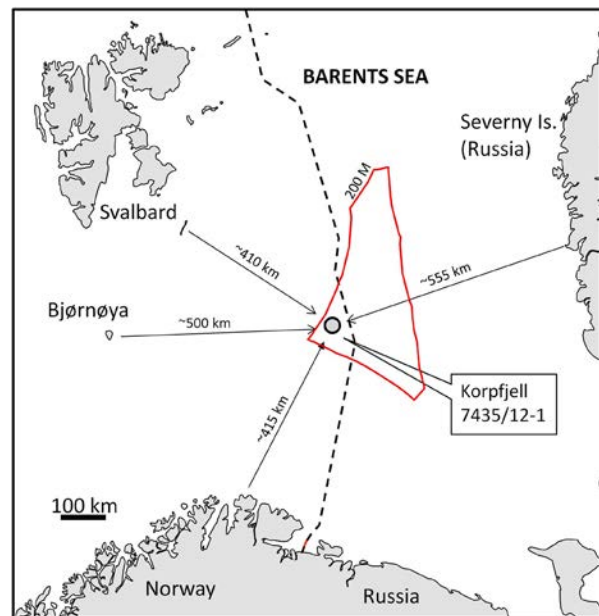 BARENTS SEA
Severny Is.
(Russia)
200 M
Svalbard
~410 km
~555 km
Bjørnøya
~500 km
Korpfjell
7435/12-1
~415 km
100 km
Norway
Russia